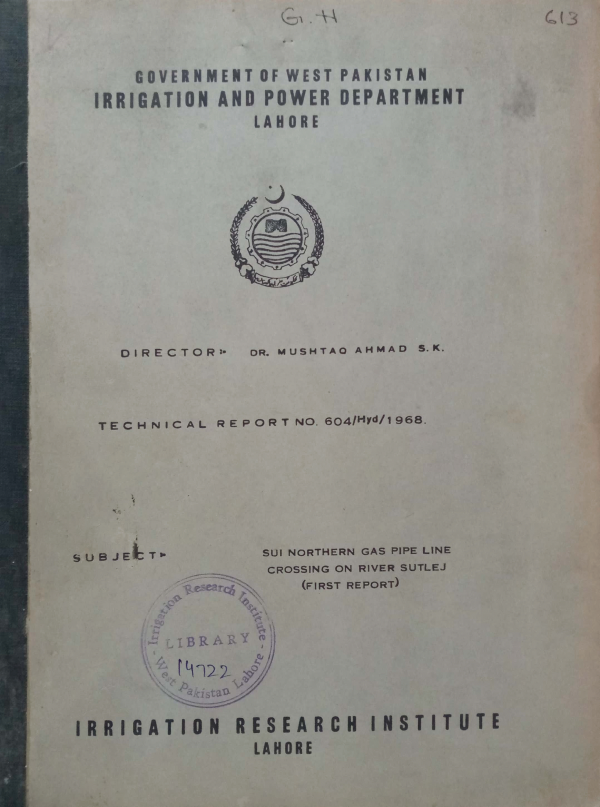 G.H
613
GOVERNMENT OF WEST PAKISTAN
IRRIGATION AND POWER DEPARTMENT
LAHORE
DIRECTOR:- DR. MUSHTAQ AHMAD S.K.
TECHNICAL REPORT NO. 604/Hyd/1968.
SUBJECT:- SUI NORTHERN GAS PIPE LINE
CROSSING ON RIVER SUTLEJ
(FIRST REPORT)
Irrigation Research Institute
LIBRARY
14722
West Pakistan Lahore
IRRIGATION RESEARCH INSTITUTE
LAHORE